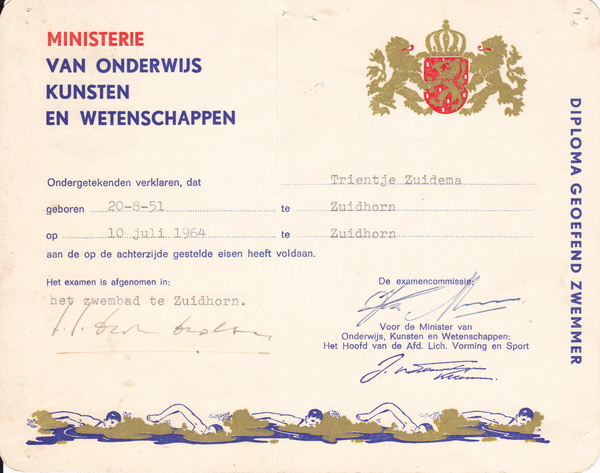 MINISTERIE
VAN ONDERWIJS
KUNSTEN
EN WETENSCHAPPEN
DIPLOMA GEOEFEND ZWEMMER
Ondergetekenden verklaren, dat Trientje Zuidema
geboren 20-8-51 te Zuidhorn
op 10 juli 1964 te Zuidhorn
aan de op de achterzijde gestelde eisen heeft voldaan.
Het examen is afgenomen in:
het zwembad te Zuidhorn.
De examencommissie:
Voor de Minister van
Onderwijs, Kunsten en Wetenschappen:
Het Hoofd van de Afd. Lich. Vorming en Sport